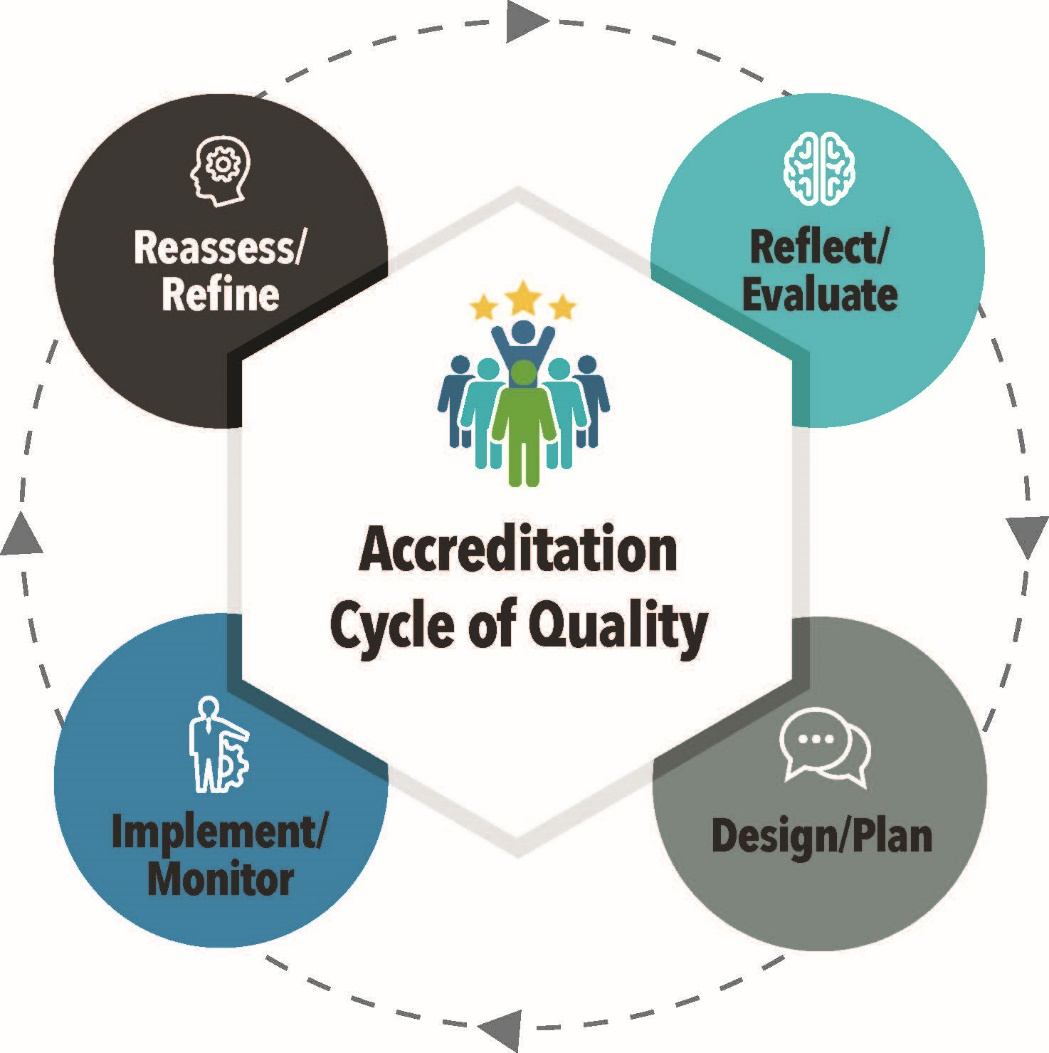 Reassess/
Refine
Reflect/
Evaluate
Accreditation
Cycle of Quality
Implement/
Monitor
Design/Plan